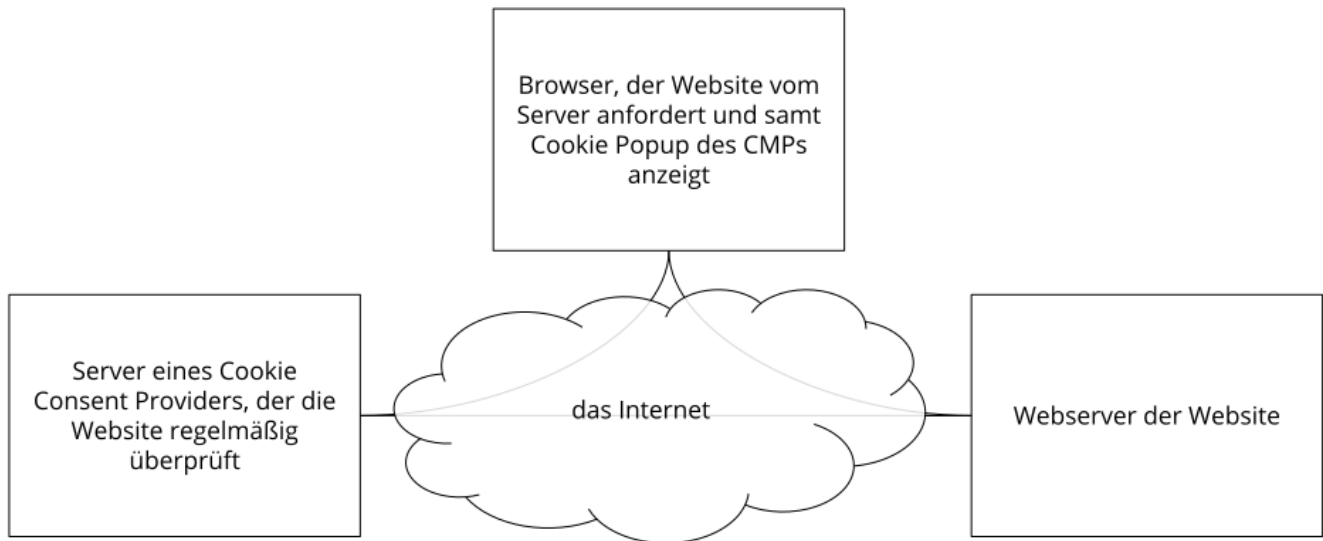 Browser, der Website vom
Server anfordert und samt
Cookie Popup des CMPs
anzeigt
Server eines Cookie
Consent Providers, der die
Website regelmäßig
überprüft
das Internet
Webserver der Website